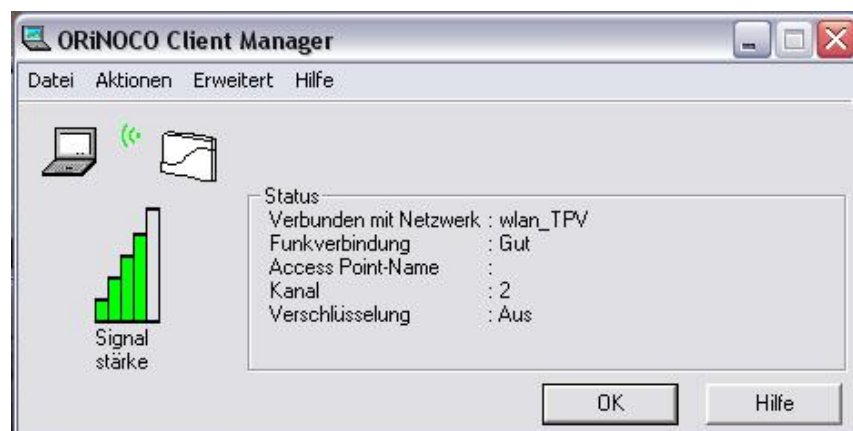 ORiNOCO Client Manager
Datei Aktionen Erweitert Hilfe
Status
Verbunden mit Netzwerk : wlan_TPV
Funkverbindung : Gut
Access Point-Name :
Kanal : 2
Verschlüsselung : Aus
Signal
stärke
OK Hilfe